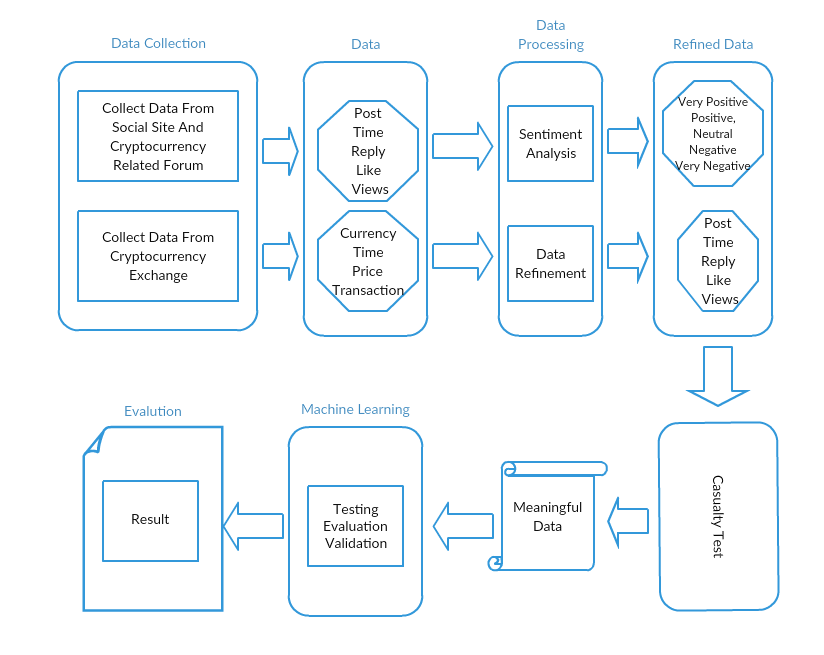 Data Collection
Data
Data
Processing
Refined Data
Collect Data From
Social Site And
Cryptocurrency
Related Forum
Post
Time
Reply
Like
Views
Sentiment
Analysis
Very Positive
Positive,
Neutral
Negative
Very Negative
Collect Data From
Cryptocurrency
Exchange
Currency
Time
Price
Transaction
Data
Refinement
Post
Time
Reply
Like
Views
Evalution
Machine Learning
Result
Testing
Evaluation
Validation
Meaningful
Data
Casualty Test